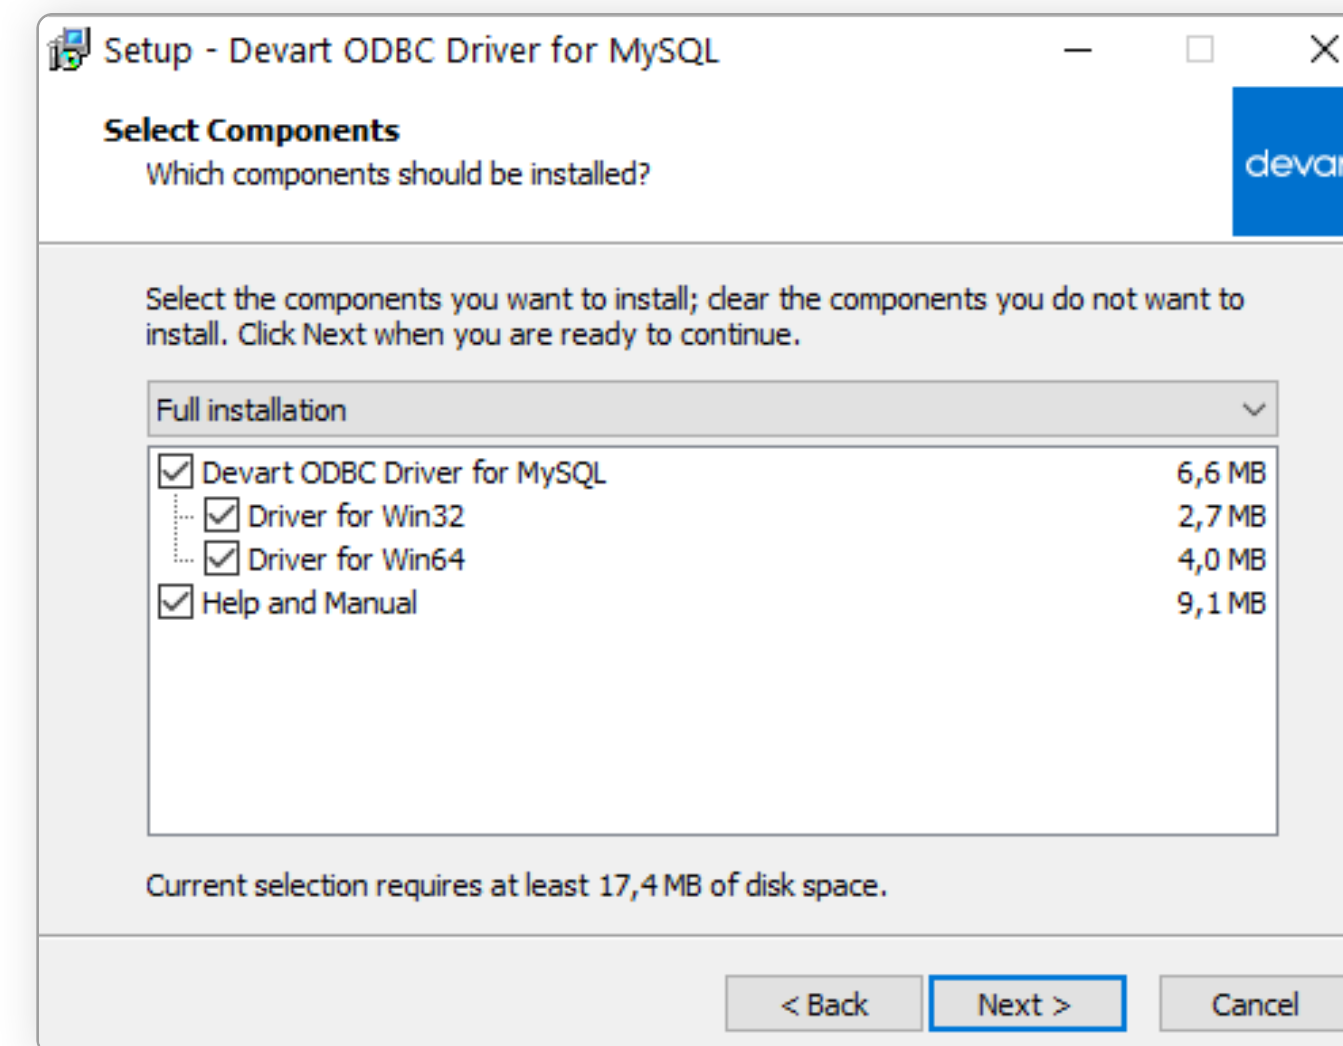 Setup - Devart ODBC Driver for MySQL
Select Components
Which components should be installed?
devar
Select the components you want to install; clear the components you do not want to
install. Click Next when you are ready to continue.
Full installation
Devart ODBC Driver for MySQL 6,6 MB
Driver for Win32 2,7 MB
Driver for Win64 4,0 MB
Help and Manual 9,1 MB
Current selection requires at least 17,4 MB of disk space.
< Back Next > Cancel